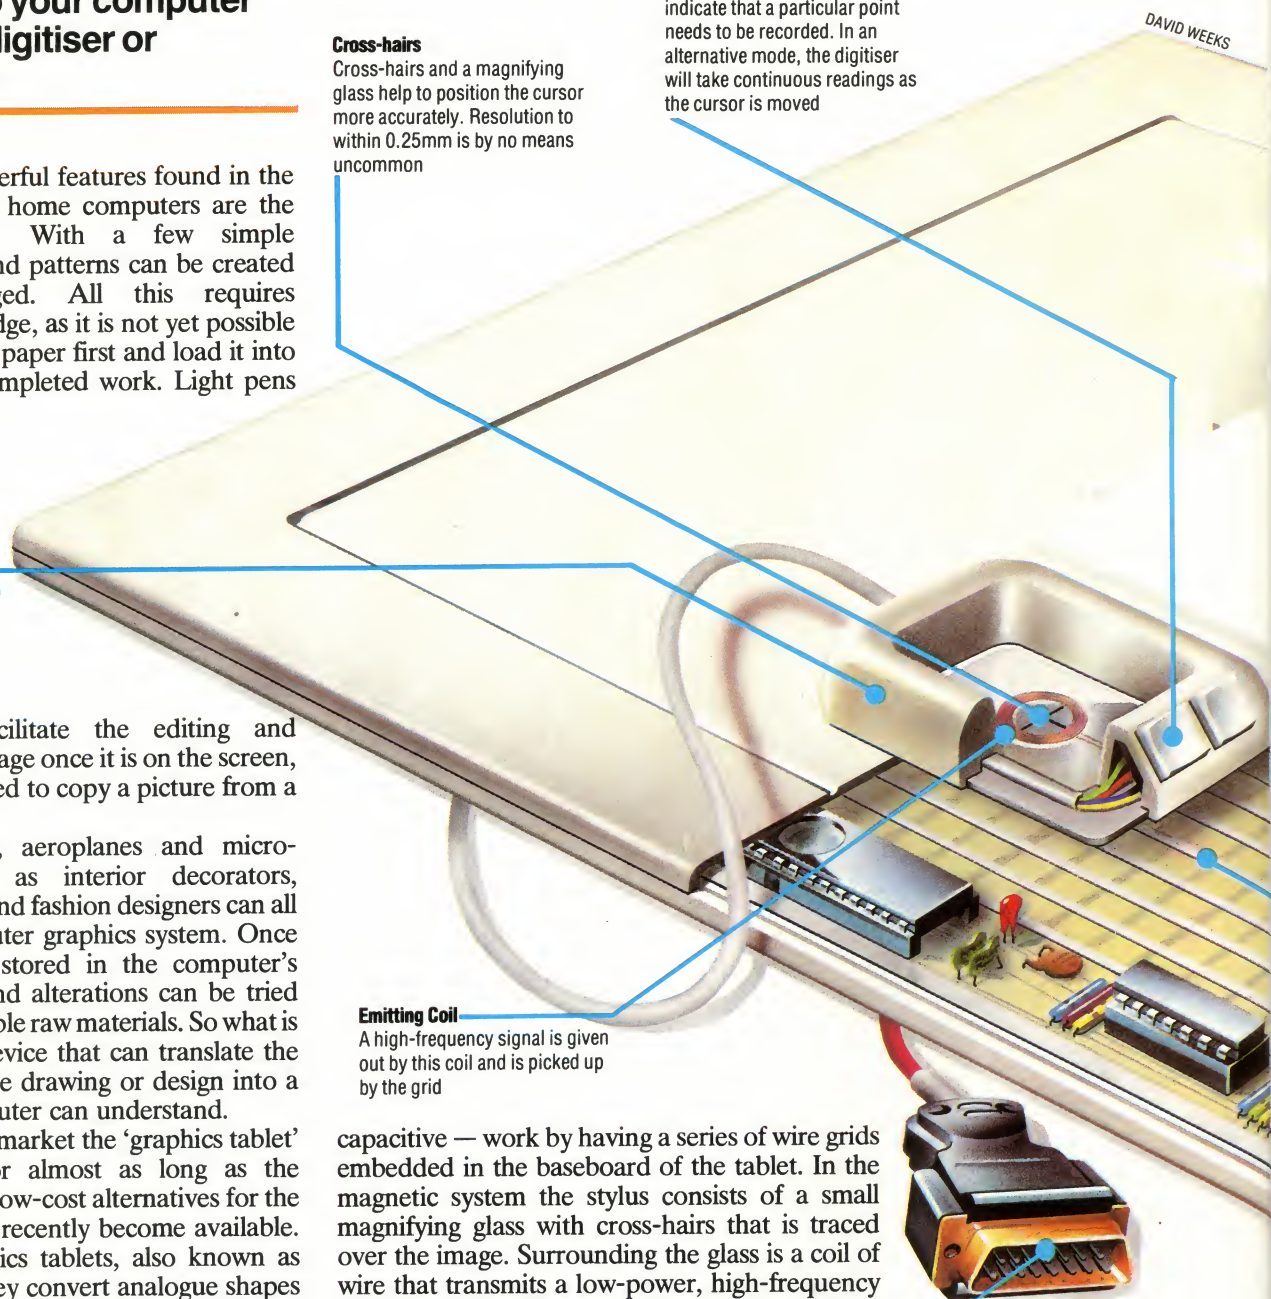 your computer
digitiser or
erful features found in the
home computers are the
With a few simple
nd patterns can be created
ged. All this requires
dge, as it is not yet possible
paper first and load it into
mpleted work. Light pens
cilitate the editing and
age once it is on the screen,
ed to copy a picture from a
, aeroplanes and micro-
as interior decorators,
nd fashion designers can all
uter graphics system. Once
stored in the computer's
nd alterations can be tried
ble raw materials. So what is
evice that can translate the
e drawing or design into a
uter can understand.
market the ‘graphics tablet’
or almost as long as the
ow-cost alternatives for the
recently become available.
ics tablets, also known as
ey convert analogue shapes
Cross-hairs
Cross-hairs and a magnifying
glass help to position the cursor
more accurately. Resolution to
within 0.25mm is by no means
uncommon
indicate that a particular point
needs to be recorded. In an
alternative mode, the digitiser
will take continuous readings as
the cursor is moved
DAVID WEEKS
Emitting Coil
A high-frequency signal is given
out by this coil and is picked up
by the grid
capacitive — work by having a series of wire grids
embedded in the baseboard of the tablet. In the
magnetic system the stylus consists of a small
magnifying glass with cross-hairs that is traced
over the image. Surrounding the glass is a coil of
wire that transmits a low-power, high-frequency